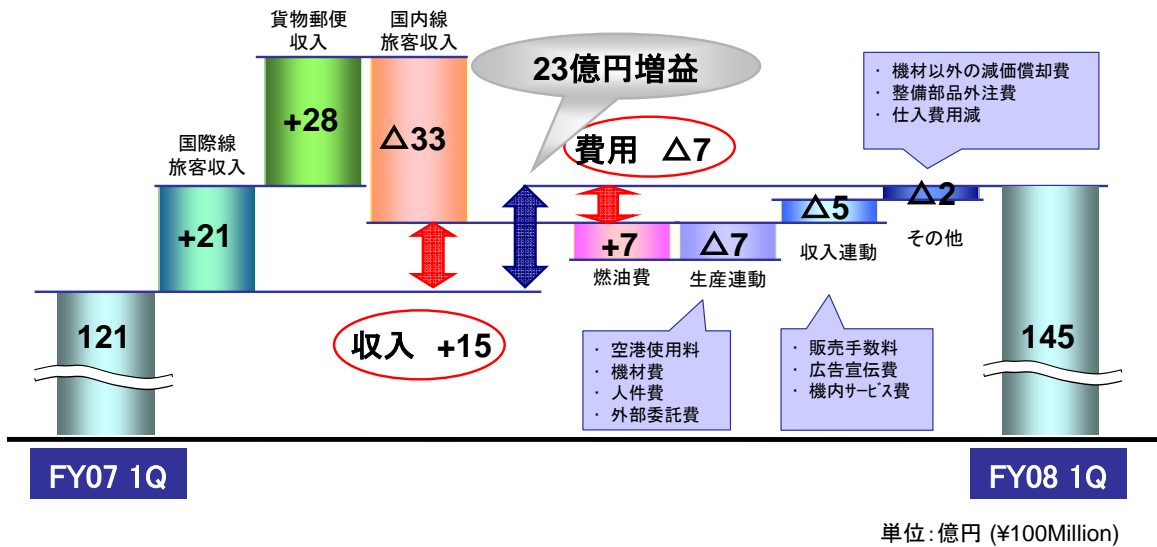 貨物郵便
収入
国内線
旅客収入
23億円増益
・ 機材以外の減価償却費
・ 整備部品外注費
・ 仕入費用減
+28
△33
費用 △7
国際線
旅客収入
+21
△2
△5
+7
△7
その他
収入連動
燃油費
生産連動
121
収入 +15
145
・ 空港使用料
・ 機材費
・ 人件費
・ 外部委託費
・ 販売手数料
・ 広告宣伝費
・ 機内サービス費
FY07 1Q
FY08 1Q
単位：億円 (¥100Million)